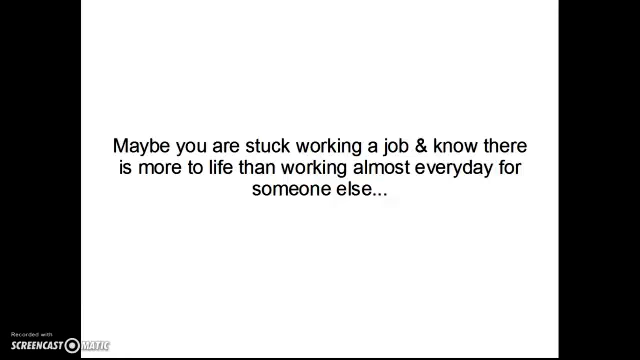 Maybe you are stuck working a job & know there
is more to life than working almost everyday for
someone else...
Recorded with
SCREENCAST MATIC